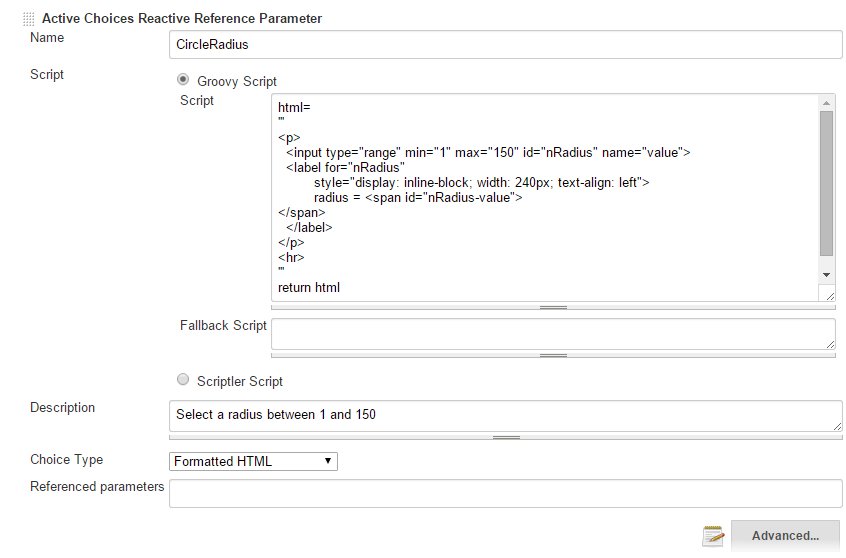 Active Choices Reactive Reference Parameter
Name
CircleRadius
Script
Groovy Script
Script
html=
'''
<p>
<input type="range" min="1" max="150" id="nRadius" name="value">
<label for="nRadius"
style="display: inline-block; width: 240px; text-align: left">
radius = <span id="nRadius-value">
</span>
</label>
</p>
<hr>
'''
return html
Fallback Script
Scriptler Script
Description
Select a radius between 1 and 150
Choice Type
Formatted HTML
Referenced parameters
Advanced...